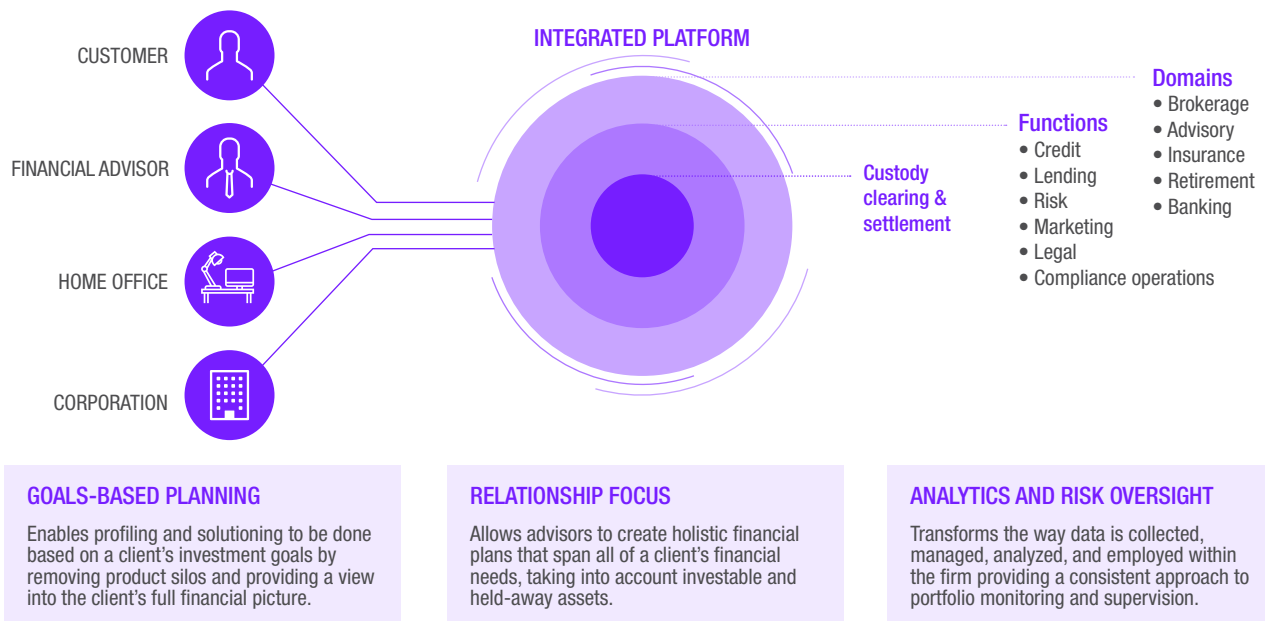 CUSTOMER
FINANCIAL ADVISOR
HOME OFFICE
CORPORATION
INTEGRATED PLATFORM
Custody
clearing &
settlement
Functions
• Credit
• Lending
• Risk
• Marketing
• Legal
• Compliance operations
Domains
• Brokerage
• Advisory
• Insurance
• Retirement
• Banking
GOALS-BASED PLANNING
Enables profiling and solutioning to be done
based on a client’s investment goals by
removing product silos and providing a view
into the client’s full financial picture.
RELATIONSHIP FOCUS
Allows advisors to create holistic financial
plans that span all of a client’s financial
needs, taking into account investable and
held-away assets.
ANALYTICS AND RISK OVERSIGHT
Transforms the way data is collected,
managed, analyzed, and employed within
the firm providing a consistent approach to
portfolio monitoring and supervision.